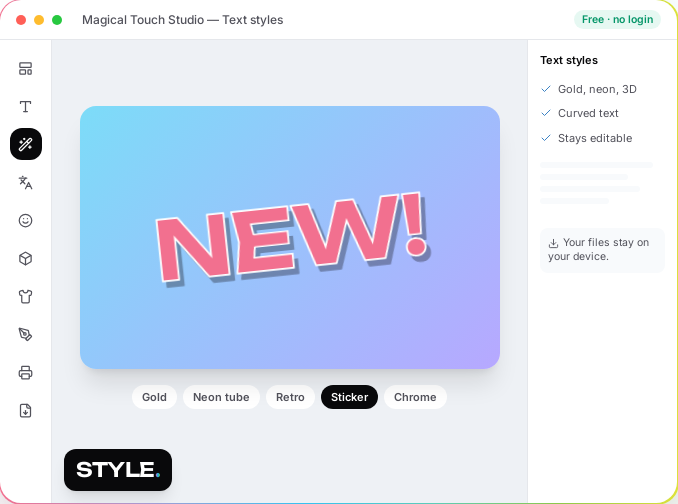 Magical Touch Studio — Text styles
Free · no login
Text styles
Gold, neon, 3D
Curved text
Stays editable
Your files stay on
your device.
NEW!
Gold
Neon tube
Retro
Sticker
Chrome
STYLE.